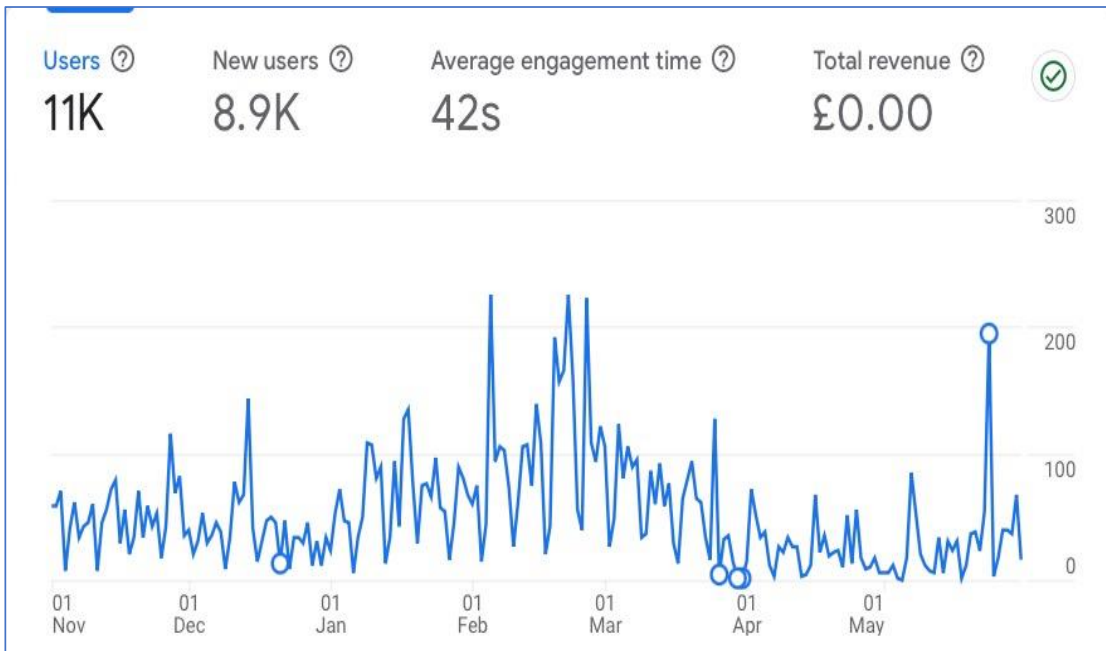 Users New users Average engagement time Total revenue
11K 8.9K 42s £0.00
300
200
100
0
01 01 01 01 01 01 01
Nov Dec Jan Feb Mar Apr May